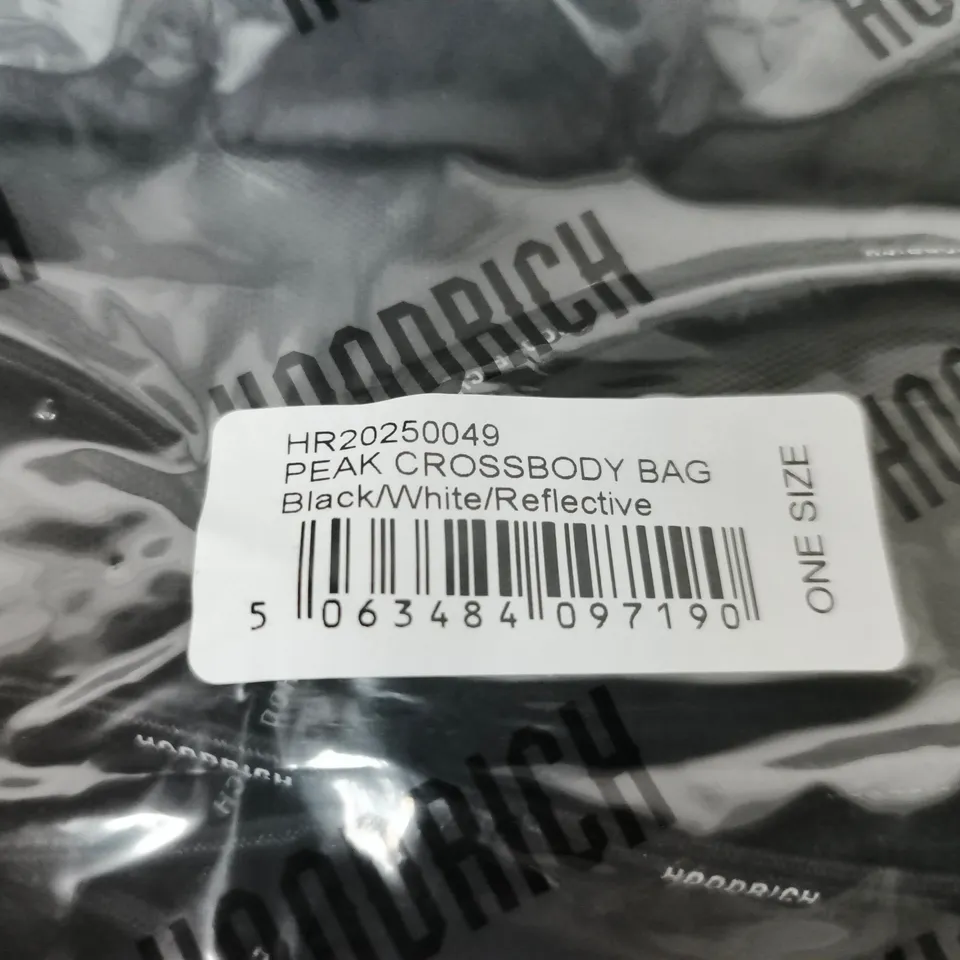 HOODRICH
HR20250049
PEAK CROSSBODY BAG
Black/White/Reflective
5 063484 097190
ONE SIZE
HOODRICH
HOODRICH
HOODRICH